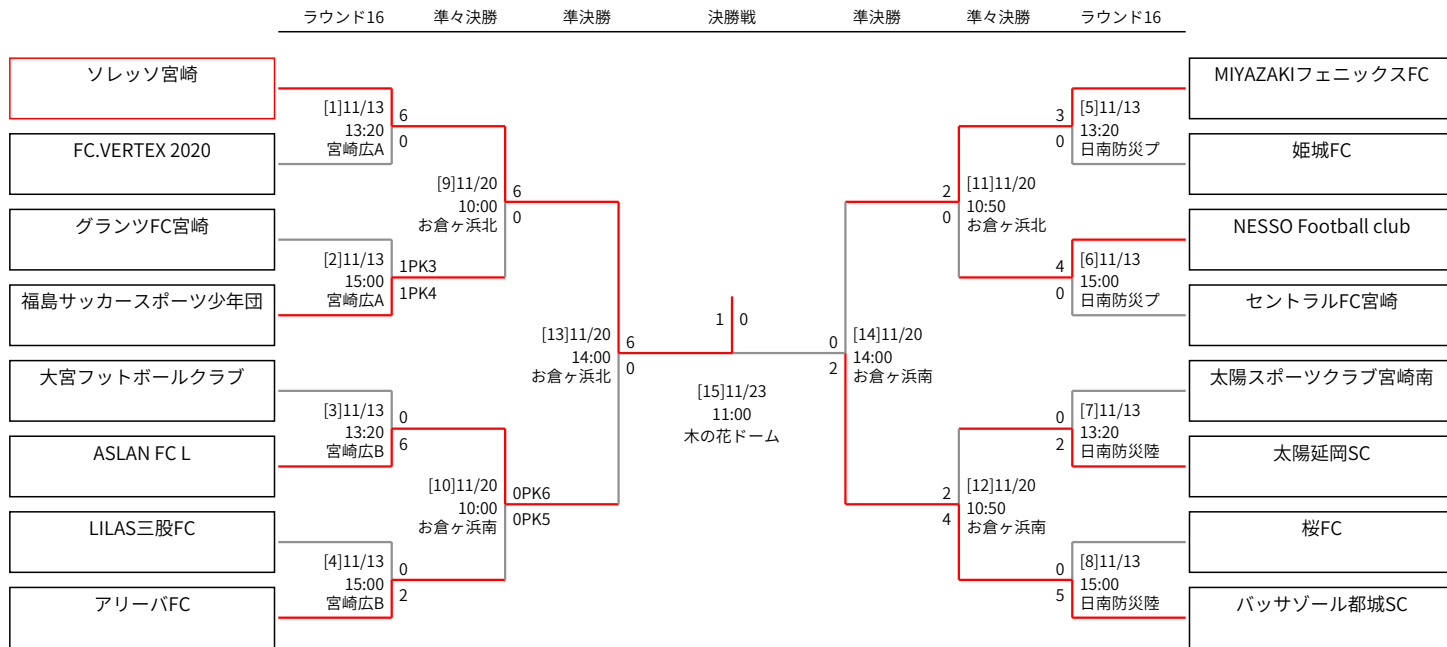 ラウンド16 準々決勝 準決勝 決勝戦 準決勝 準々決勝 ラウンド16
ソレッソ宮崎
FC.VERTEX 2020
グランツFC宮崎
福島サッカースポーツ少年団
大宮フットボールクラブ
ASLAN FC L
LILAS三股FC
アリーバFC
[1]11/13
13:20
宮崎広A
6
0
[2]11/13
15:00
宮崎広A
1PK3
1PK4
[3]11/13
13:20
宮崎広B
0
6
[4]11/13
15:00
宮崎広B
0
2
[9]11/20
10:00
お倉ヶ浜北
6
0
[10]11/20
10:00
お倉ヶ浜南
0PK6
0PK5
[13]11/20
14:00
お倉ヶ浜北
6
0
1 0
[15]11/23
11:00
木の花ドーム
0
2
[14]11/20
14:00
お倉ヶ浜南
2
0
[11]11/20
10:50
お倉ヶ浜北
2
4
[12]11/20
10:50
お倉ヶ浜南
3
0
[5]11/13
13:20
日南防災プ
4
0
[6]11/13
15:00
日南防災プ
0
2
[7]11/13
13:20
日南防災陸
0
5
[8]11/13
15:00
日南防災陸
MIYAZAKIフェニックスFC
姫城FC
NESSO Football club
セントラルFC宮崎
太陽スポーツクラブ宮崎南
太陽延岡SC
桜FC
バッサゾール都城SC